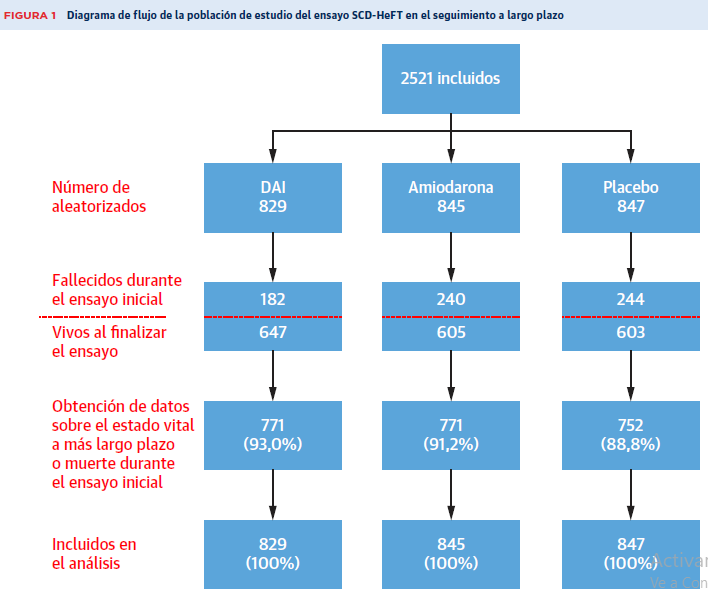 FIGURA 1 Diagrama de flujo de la población de estudio del ensayo SCD-HeFT en el seguimiento a largo plazo
2521 incluidos
Número de
aleatorizados
DAI
829
Amiodarona
845
Placebo
847
Fallecidos durante
el ensayo inicial
182
240
244
Vivos al finalizar
el ensayo
647
605
603
Obtención de datos
sobre el estado vital
a más largo plazo
o muerte durante
el ensayo inicial
771
(93,0%)
771
(91,2%)
752
(88,8%)
Incluidos en
el análisis
829
(100%)
845
(100%)
847
(100%)
Activar
Ve a Con